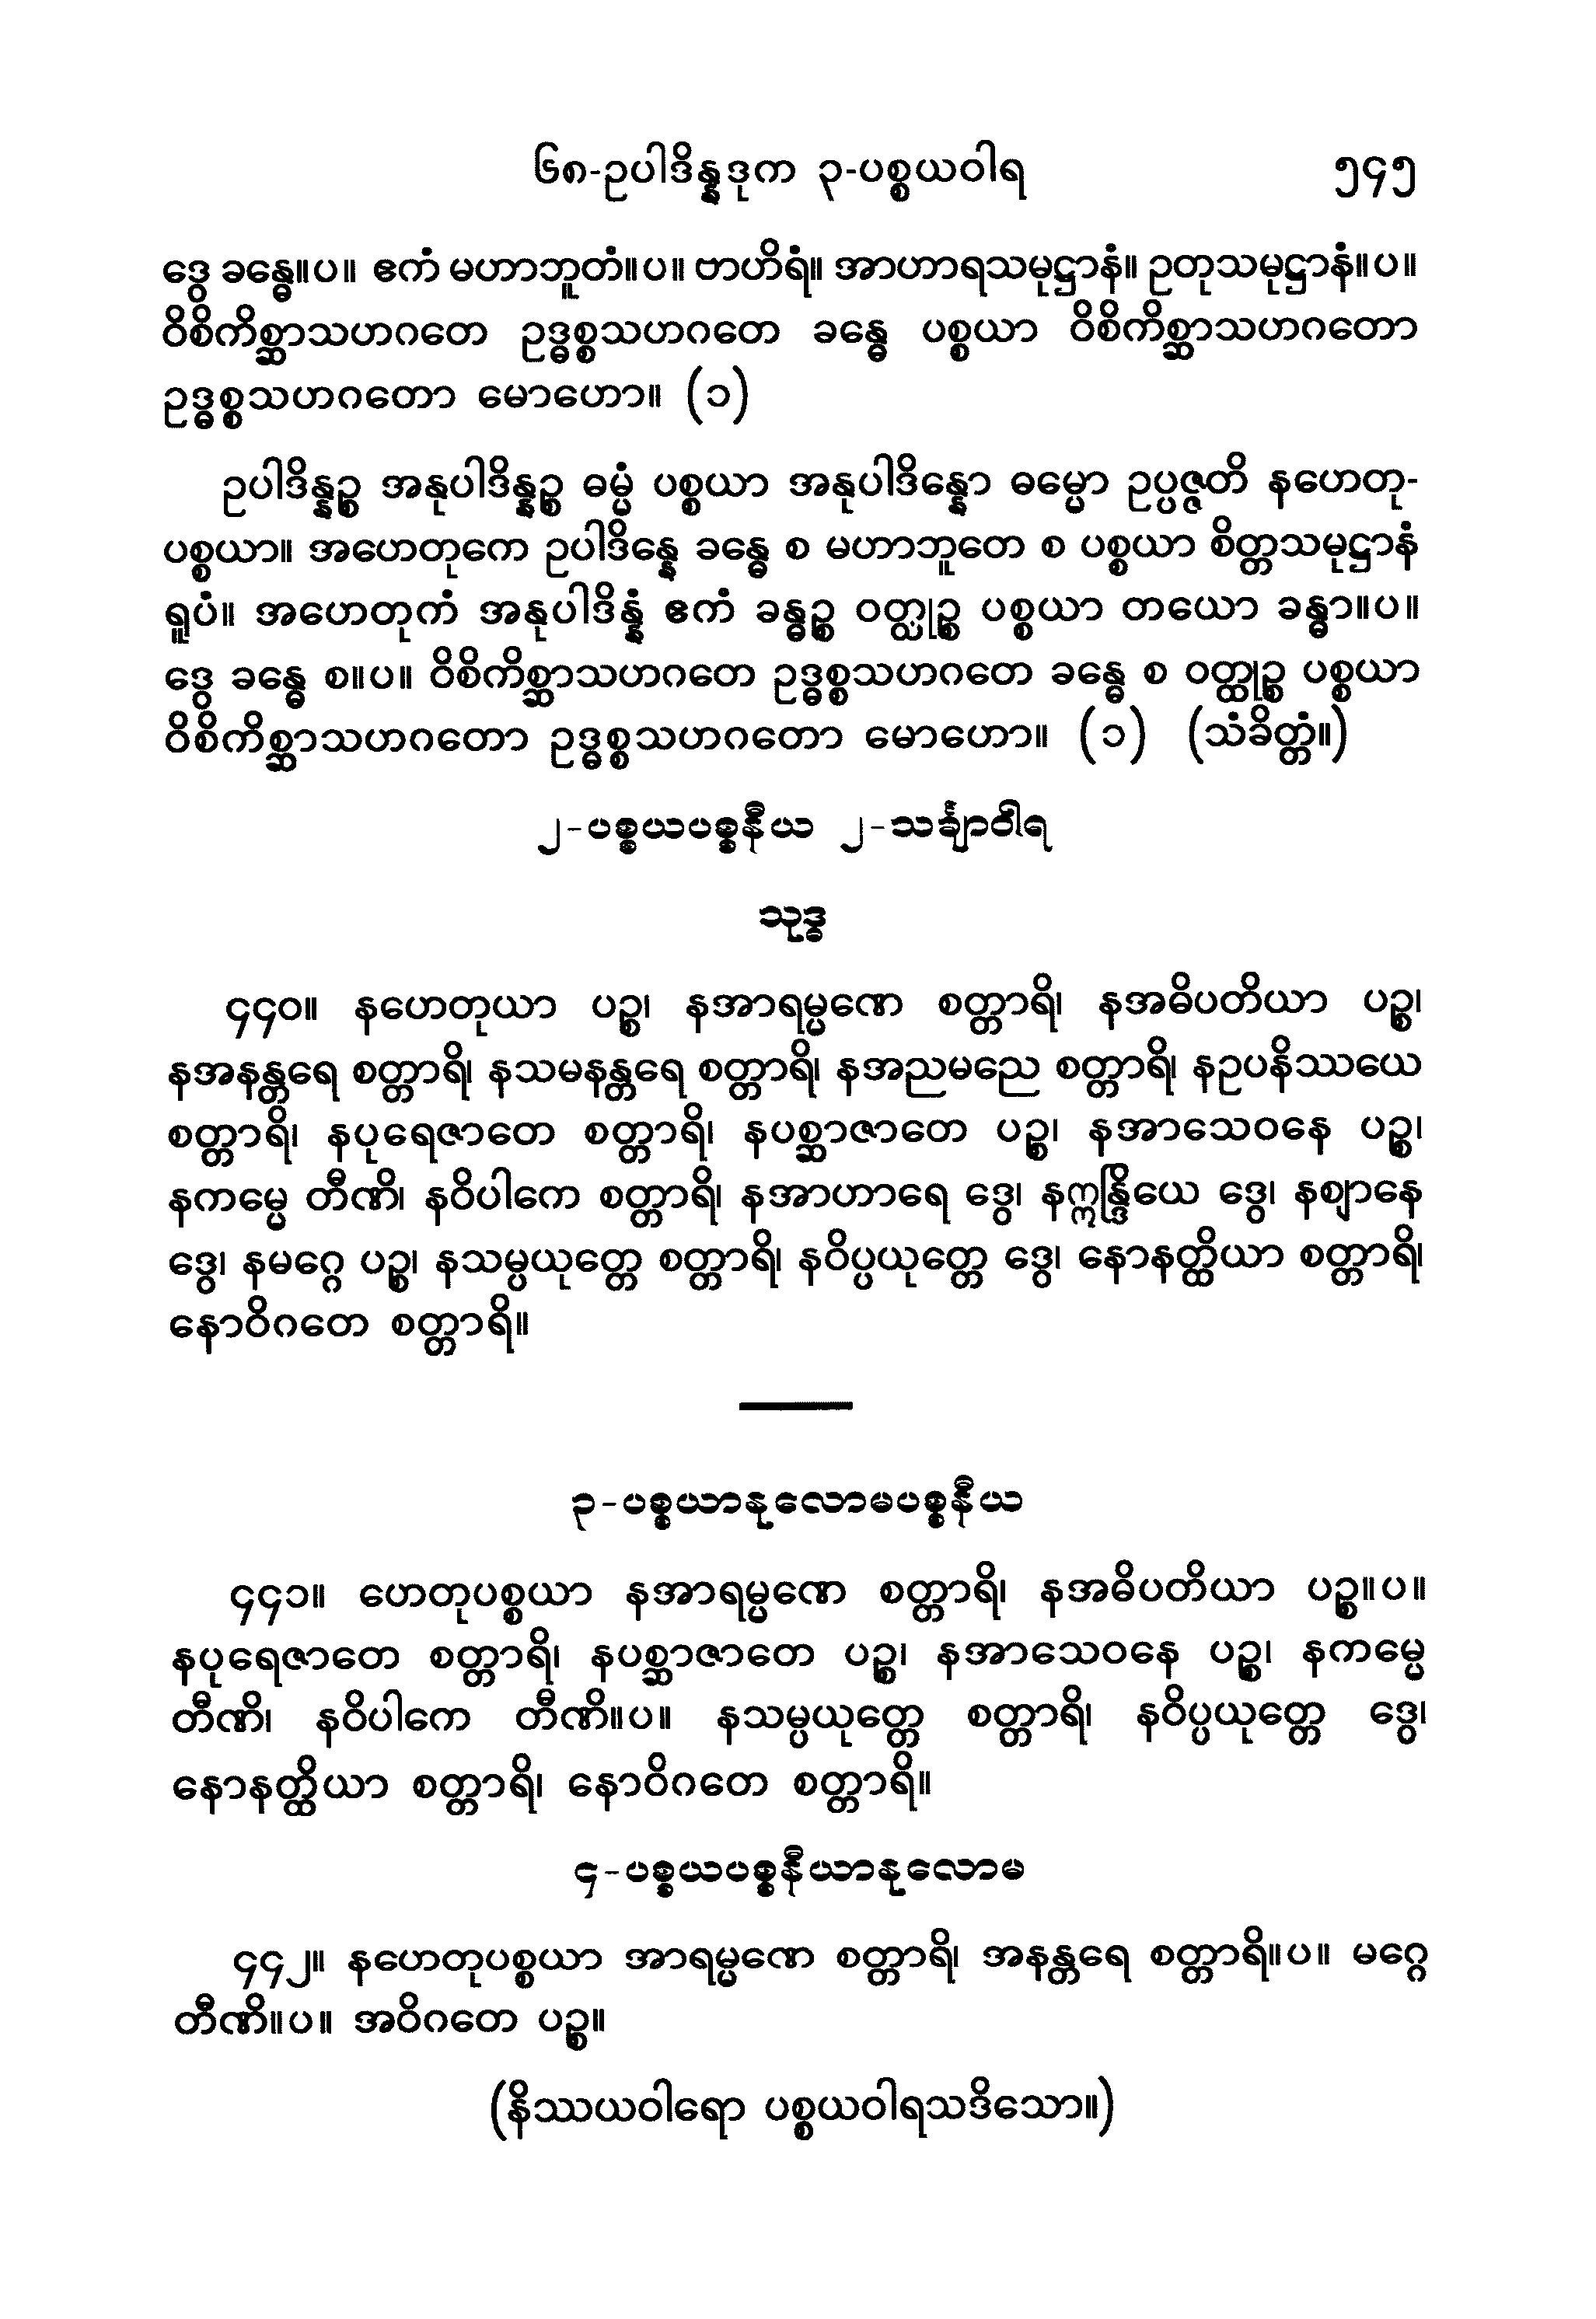 ၆၈-ဥပါဒိန္နဒုက ၃-ပစ္စယဝါရ ၅၄၅
ဒွေ ခန္ဓေ။ပ။ ဧကံ မဟာဘူတံ။ပ။ ဗာဟိရံ။ အာဟာရသမုဋ္ဌာနံ။ ဥတုသမုဋ္ဌာနံ။ပ။
ဝိစိကိစ္ဆာသဟဂတေ ဥဒ္ဓစ္စသဟဂတေ ခန္ဓေ ပစ္စယာ ဝိစိကိစ္ဆာသဟဂတော
ဥဒ္ဓစ္စသဟဂတော မောဟော။ (၁)
ဥပါဒိန္နဉ္စ အနုပါဒိန္နဉ္စ ဓမ္မံ ပစ္စယာ အနုပါဒိန္နော ဓမ္မော ဥပ္ပဇ္ဇတိ နဟေတု-
ပစ္စယာ။ အဟေတုကေ ဥပါဒိန္နေ ခန္ဓေ စ မဟာဘူတေ စ ပစ္စယာ စိတ္တသမုဋ္ဌာနံ
ရူပံ။ အဟေတုကံ အနုပါဒိန္နံ ဧကံ ခန္ဓဉ္စ ဝတ္ထုဉ္စ ပစ္စယာ တယော ခန္ဓာ။ပ။
ဒွေ ခန္ဓေ စ။ပ။ ဝိစိကိစ္ဆာသဟဂတေ ဥဒ္ဓစ္စသဟဂတေ ခန္ဓေ စ ဝတ္ထုဉ္စ ပစ္စယာ
ဝိစိကိစ္ဆာသဟဂတော ဥဒ္ဓစ္စသဟဂတော မောဟော။ (၁) (သံခိတ္တံ။)
၂-ပစ္စယပစ္စနီယ ၂-သင်္ချာဝါရ
သုဒ္ဓ
၄၄၀။ နဟေတုယာ ပဉ္စ၊ နအာရမ္မဏေ စတ္တာရိ၊ နအဓိပတိယာ ပဉ္စ၊
နအနန္တရေ စတ္တာရိ၊ နသမနန္တရေ စတ္တာရိ၊ နအညမညေ စတ္တာရိ၊ နဥပနိဿယေ
စတ္တာရိ၊ နပုရေဇာတေ စတ္တာရိ၊ နပစ္ဆာဇာတေ ပဉ္စ၊ နအာသေဝနေ ပဉ္စ၊
နကမ္မေ တီဏိ၊ နဝိပါကေ စတ္တာရိ၊ နအာဟာရေ ဒွေ၊ နဣန္ဒြိယေ ဒွေ၊ နဈာနေ
ဒွေ၊ နမဂ္ဂေ ပဉ္စ၊ နသမ္ပယုတ္တေ စတ္တာရိ၊ နဝိပ္ပယုတ္တေ ဒွေ၊ နောနတ္ထိယာ စတ္တာရိ၊
နောဝိဂတေ စတ္တာရိ။
၃-ပစ္စယာနုလောမပစ္စနီယ
၄၄၁။ ဟေတုပစ္စယာ နအာရမ္မဏေ စတ္တာရိ၊ နအဓိပတိယာ ပဉ္စ။ပ။
နပုရေဇာတေ စတ္တာရိ၊ နပစ္ဆာဇာတေ ပဉ္စ၊ နအာသေဝနေ ပဉ္စ၊ နကမ္မေ
တီဏိ၊ နဝိပါကေ တီဏိ။ပ။ နသမ္ပယုတ္တေ စတ္တာရိ၊ နဝိပ္ပယုတ္တေ ဒွေ၊
နောနတ္ထိယာ စတ္တာရိ၊ နောဝိဂတေ စတ္တာရိ။
၄-ပစ္စယပစ္စနီယာနုလောမ
၄၄၂။ နဟေတုပစ္စယာ အာရမ္မဏေ စတ္တာရိ၊ အနန္တရေ စတ္တာရိ။ပ။ မဂ္ဂေ
တီဏိ။ပ။ အဝိဂတေ ပဉ္စ။
(နိဿယဝါရော ပစ္စယဝါရသဒိသော။)